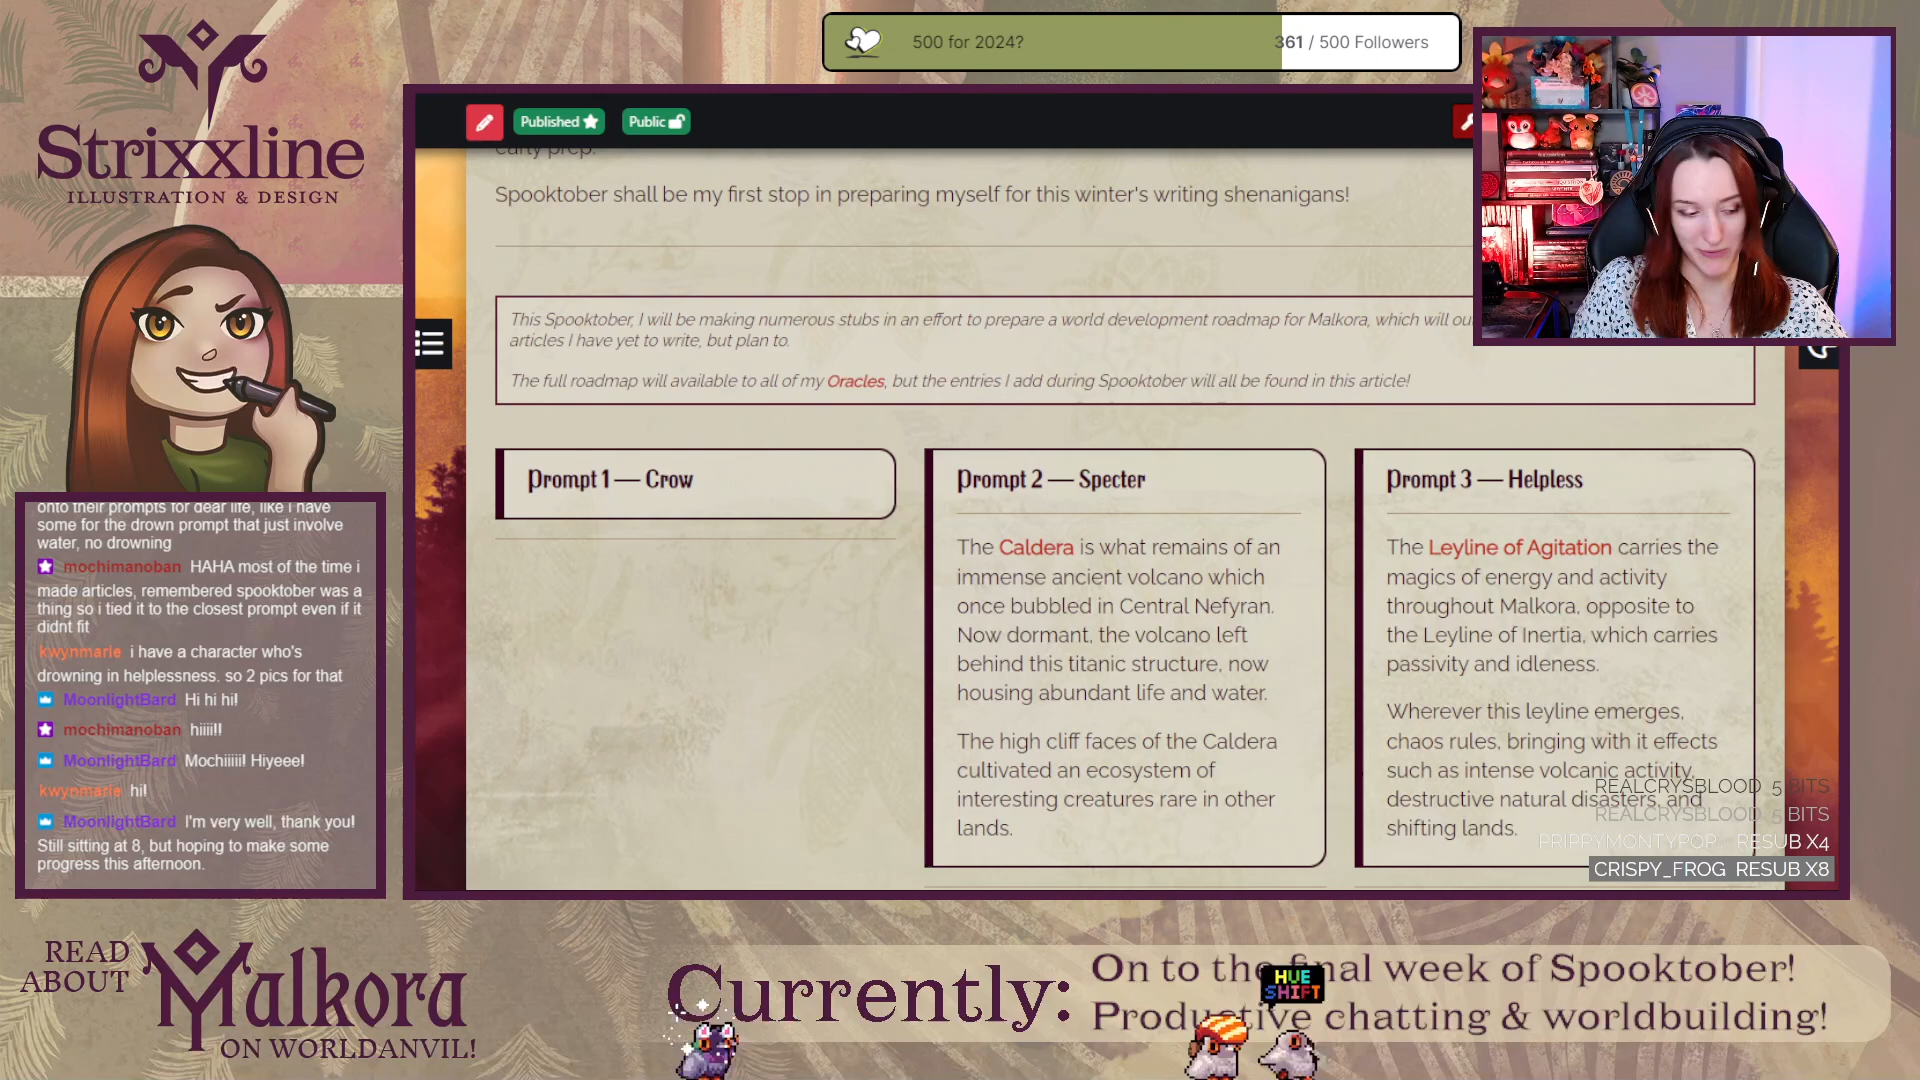 Strixxline
ILLUSTRATION & DESIGN
500 for 2024?
361 / 500 Followers
Published
Public
early prep.
Spooktober shall be my first stop in preparing myself for this winter's writing shenanigans!
This Spooktober, I will be making numerous stubs in an effort to prepare a world development roadmap for Malkora, which will ou
articles I have yet to write, but plan to.
The full roadmap will available to all of my Oracles, but the entries I add during Spooktober will all be found in this article!
Prompt 1 — Crow
Prompt 2 — Specter
The Caldera is what remains of an
immense ancient volcano which
once bubbled in Central Nefyran.
Now dormant, the volcano left
behind this titanic structure, now
housing abundant life and water.
The high cliff faces of the Caldera
cultivated an ecosystem of
interesting creatures rare in other
lands.
Prompt 3 — Helpless
The Leyline of Agitation carries the
magics of energy and activity
throughout Malkora, opposite to
the Leyline of Inertia, which carries
passivity and idleness.
Wherever this leyline emerges,
chaos rules, bringing with it effects
such as intense volcanic activity,
destructive natural disasters, and
shifting lands.
REALCRYSBLOOD 5 BITS
REALCRYSBLOOD 5 BITS
PRIPPYMONTYPOP RESUB X4
CRISPY_FROG RESUB X8
onto their prompts for dear life, like I have
some for the drown prompt that just involve
water, no drowning
mochimanoban HAHA most of the time i
made articles, remembered spooktober was a
thing so i tied it to the closest prompt even if it
didnt fit
kwynmarie i have a character who's
drowning in helplessness. so 2 pics for that
MoonlightBard Hi hi hi!
mochimanoban hiiii!!
MoonlightBard Mochiiiii! Hiyeee!
kwynmarie hi!
MoonlightBard I'm very well, thank you!
Still sitting at 8, but hoping to make some
progress this afternoon.
READ
ABOUT
Malkora
ON WORLDANVIL!
Currently:
On to the final week of Spooktober!
Productive chatting & worldbuilding!
HUE
SHIFT